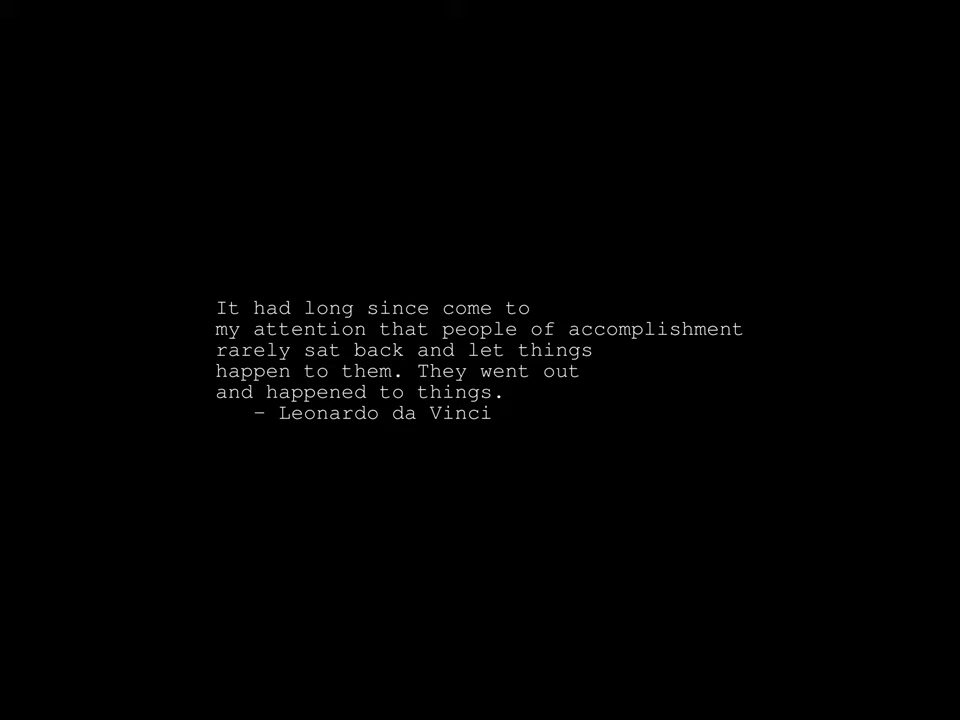 It had long since come to
my attention that people of accomplishment
rarely sat back and let things
happen to them. They went out
and happened to things.
– Leonardo da Vinci